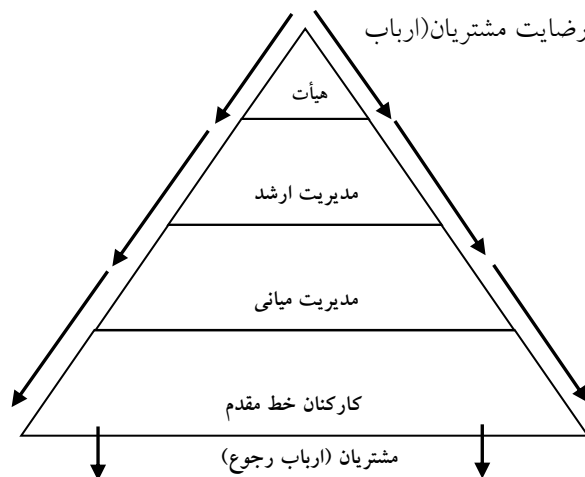 رضایت مشتریان(ارباب
هیأت
مدیریت ارشد
مدیریت میانی
کارکنان خط مقدم
مشتریان (ارباب رجوع)